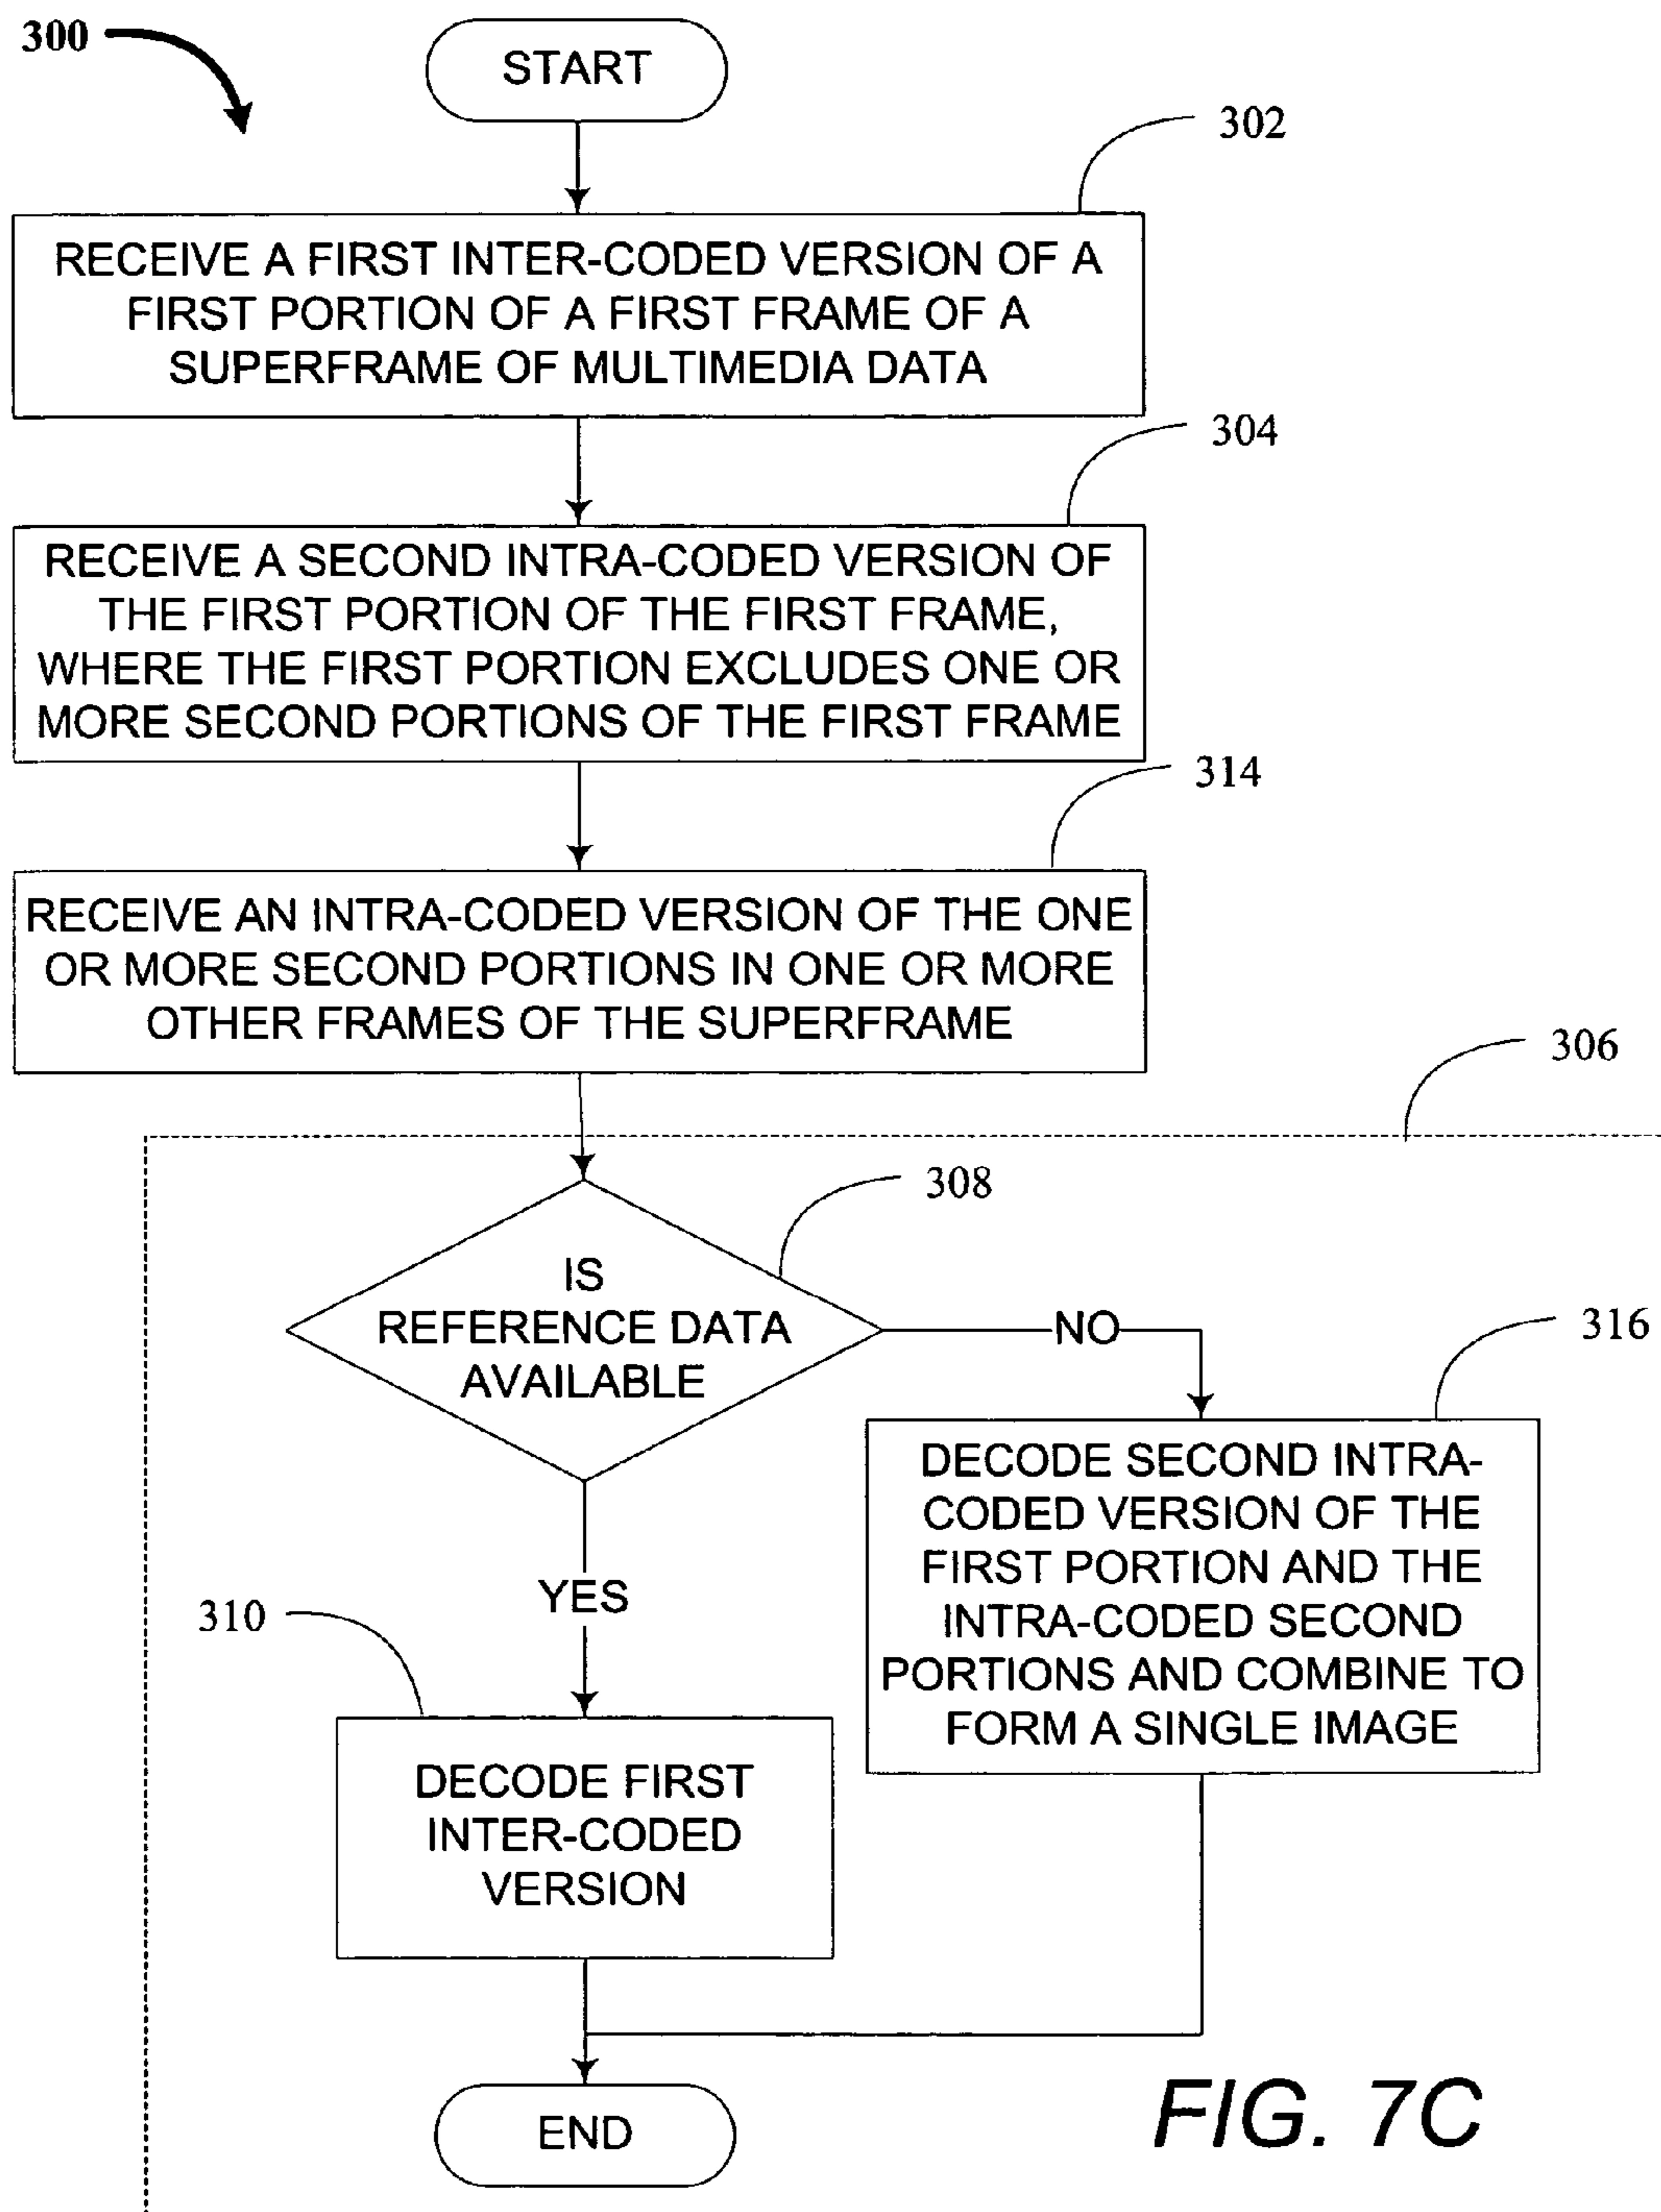 300
START
302
RECEIVE A FIRST INTER-CODED VERSION OF A
FIRST PORTION OF A FIRST FRAME OF A
SUPERFRAME OF MULTIMEDIA DATA
304
RECEIVE A SECOND INTRA-CODED VERSION OF
THE FIRST PORTION OF THE FIRST FRAME,
WHERE THE FIRST PORTION EXCLUDES ONE OR
MORE SECOND PORTIONS OF THE FIRST FRAME
314
RECEIVE AN INTRA-CODED VERSION OF THE ONE
OR MORE SECOND PORTIONS IN ONE OR MORE
OTHER FRAMES OF THE SUPERFRAME
306
308
IS
REFERENCE DATA
AVAILABLE
NO
316
DECODE SECOND INTRA-
CODED VERSION OF THE
FIRST PORTION AND THE
INTRA-CODED SECOND
PORTIONS AND COMBINE TO
FORM A SINGLE IMAGE
YES
310
DECODE FIRST
INTER-CODED
VERSION
END
FIG. 7C